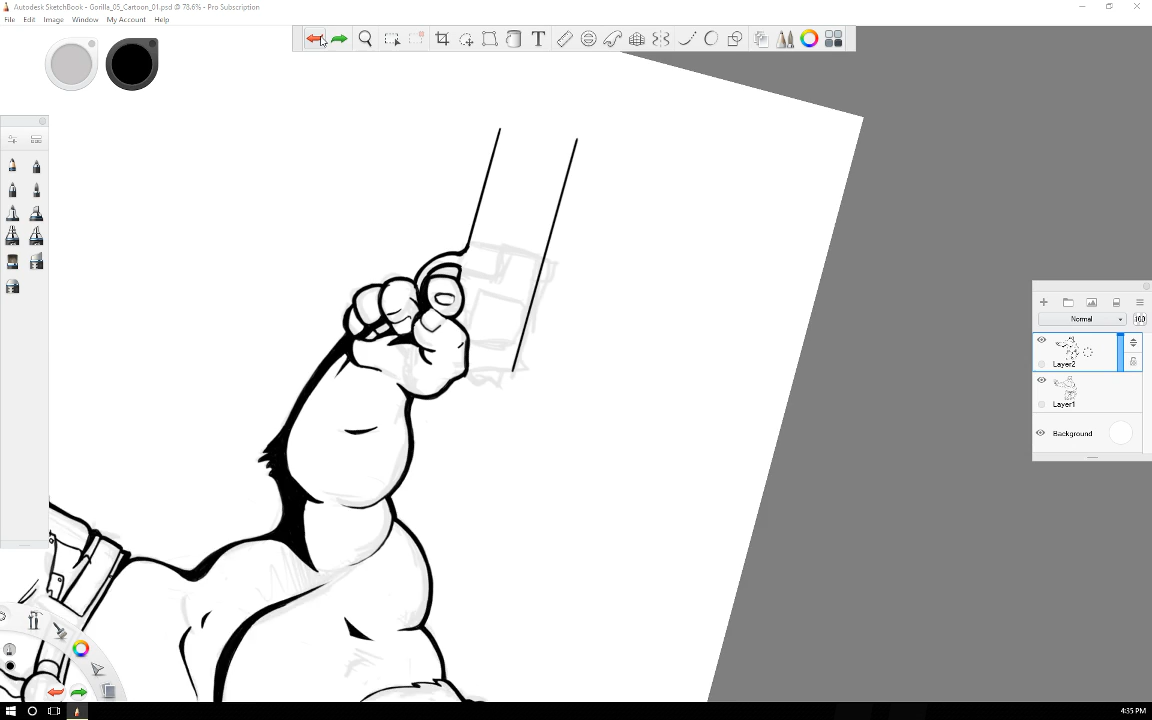 Autodesk SketchBook - Gorilla_05_Cartoon_01.psd @ 78.6% - Pro Subscription
File Edit Image Window My Account Help
T
Normal 100
Layer2
Layer1
Background
4:35 PM